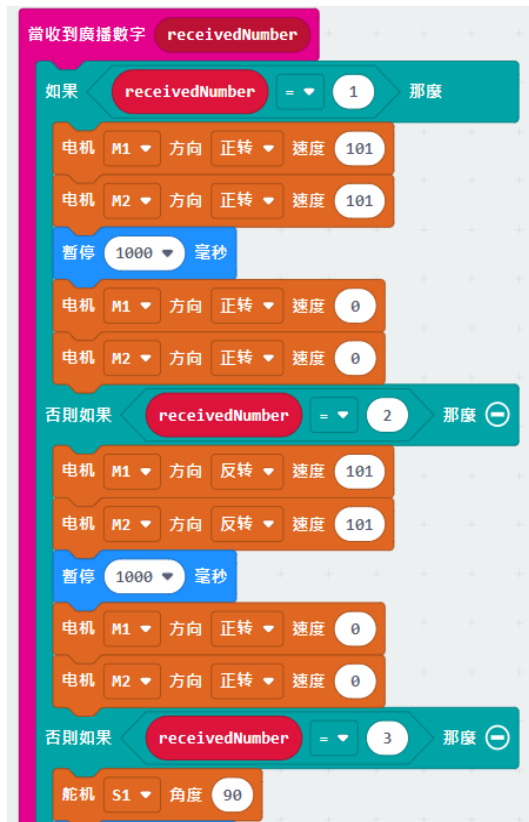 當收到廣播數字 receivedNumber
如果 receivedNumber = 1 那麼
电机 M1 方向 正转 速度 101
电机 M2 方向 正转 速度 101
暫停 1000 毫秒
电机 M1 方向 正转 速度 0
电机 M2 方向 正转 速度 0
否則如果 receivedNumber = 2 那麼
电机 M1 方向 反转 速度 101
电机 M2 方向 反转 速度 101
暫停 1000 毫秒
电机 M1 方向 正转 速度 0
电机 M2 方向 正转 速度 0
否則如果 receivedNumber = 3 那麼
舵机 S1 角度 90